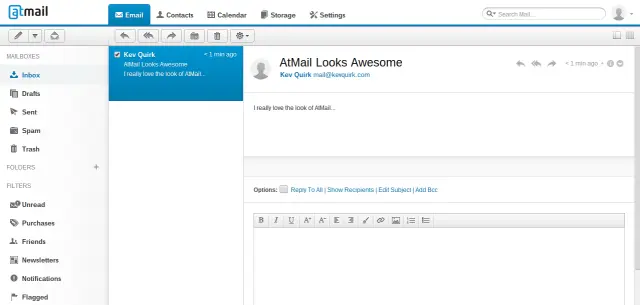 atmail
Email
Contacts
Calendar
Storage
Settings
Search Mail...
MAILBOXES
Inbox
Drafts
Sent
Spam
Trash
FOLDERS +
FILTERS
Unread
Purchases
Friends
Newsletters
Notifications
Flagged
Kev Quirk < 1 min ago
AtMail Looks Awesome
I really love the look of AtMail...
AtMail Looks Awesome
Kev Quirk mail@kevquirk.com
< 1 min ago
I really love the look of AtMail...
Options: Reply To All | Show Recipients | Edit Subject | Add Bcc
B I U A+ A-